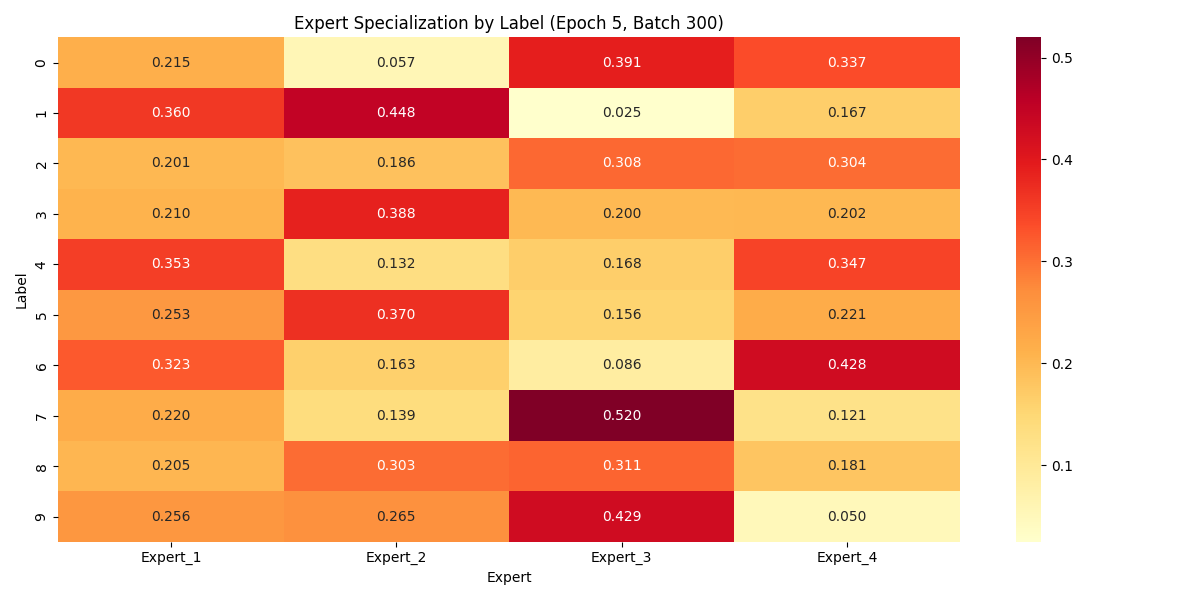 Expert Specialization by Label (Epoch 5, Batch 300)
Label
0 0.215 0.057 0.391 0.337
1 0.360 0.448 0.025 0.167
2 0.201 0.186 0.308 0.304
3 0.210 0.388 0.200 0.202
4 0.353 0.132 0.168 0.347
5 0.253 0.370 0.156 0.221
6 0.323 0.163 0.086 0.428
7 0.220 0.139 0.520 0.121
8 0.205 0.303 0.311 0.181
9 0.256 0.265 0.429 0.050
Expert_1 Expert_2 Expert_3 Expert_4
Expert
0.5
0.4
0.3
0.2
0.1